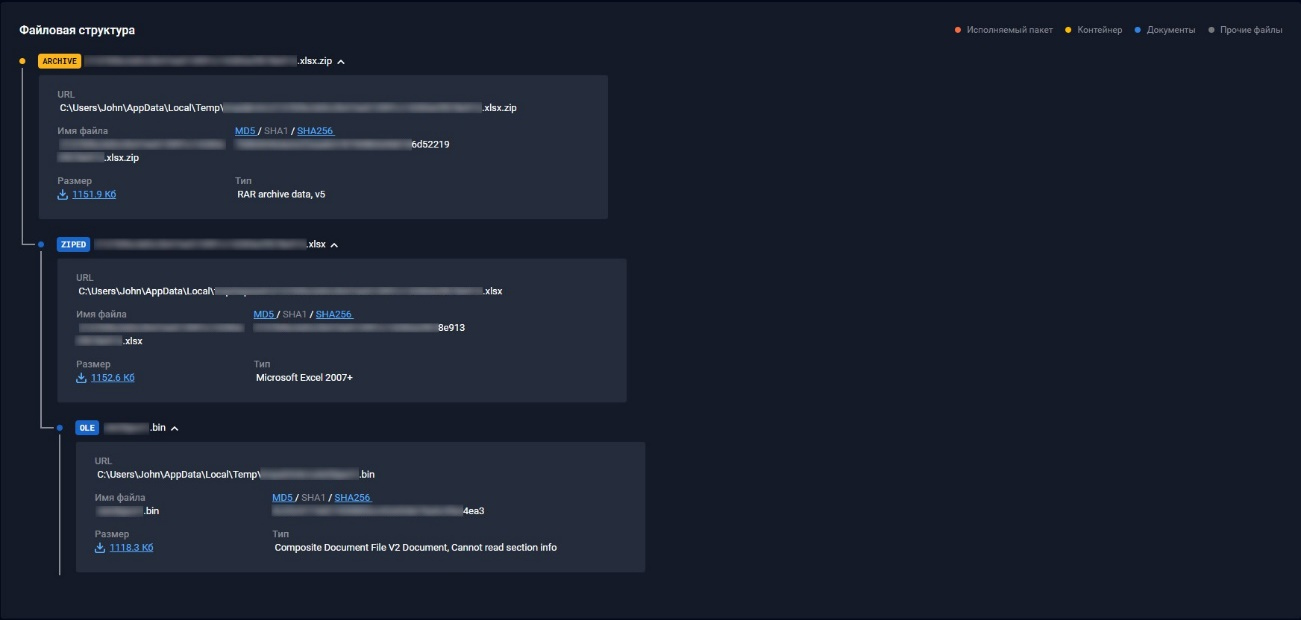 Файловая структура
Исполняемый пакет Контейнер Документы Прочие файлы
ARCHIVE .xlsx.zip
URL
C:\Users\John\AppData\Local\Temp\ .xlsx.zip
Имя файла MD5 / SHA1 / SHA256
6d52219
.xlsx.zip
Размер Тип
1151.9 Кб RAR archive data, v5
ZIPED .xlsx
URL
C:\Users\John\AppData\Local\ .xlsx
Имя файла MD5 / SHA1 / SHA256
8e913
.xlsx
Размер Тип
1152.6 Кб Microsoft Excel 2007+
OLE .bin
URL
C:\Users\John\AppData\Local\Temp\ .bin
Имя файла MD5 / SHA1 / SHA256
.bin 4ea3
Размер Тип
1118.3 Кб Composite Document File V2 Document, Cannot read section info